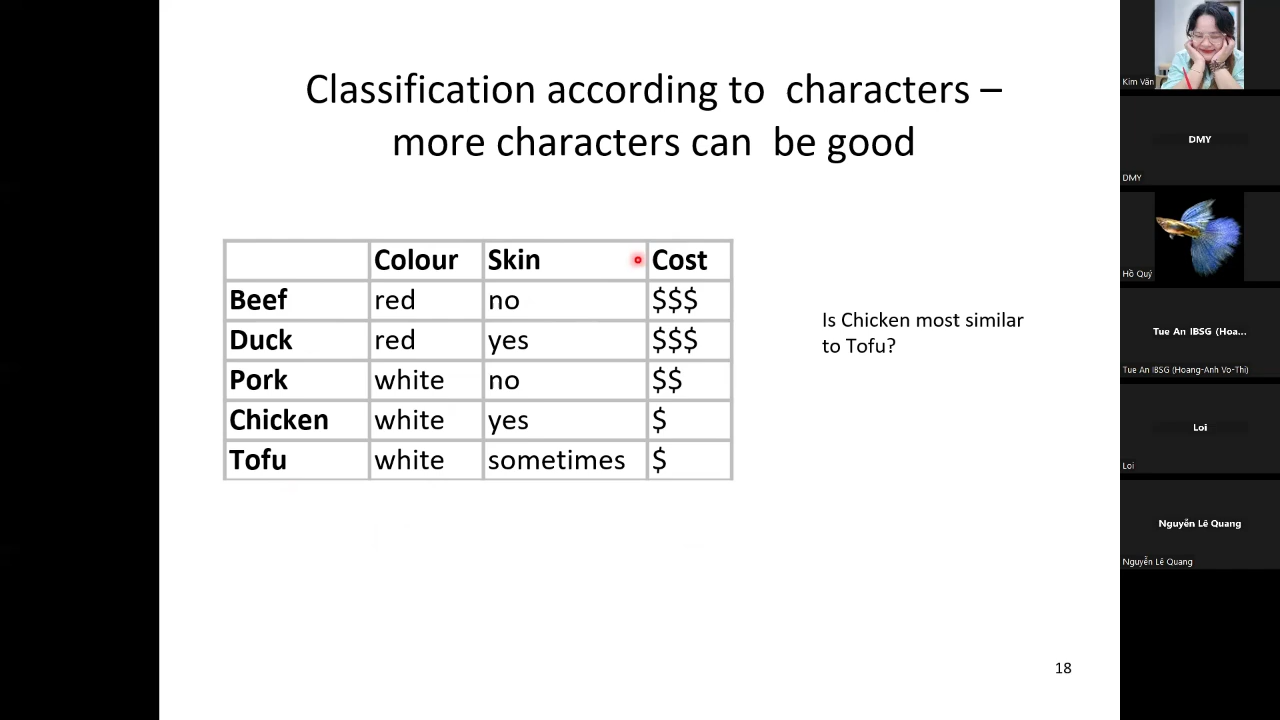 Classification according to characters –
more characters can be good
Colour Skin Cost
Beef red no $$$
Duck red yes $$$
Pork white no $$
Chicken white yes $
Tofu white sometimes $
Is Chicken most similar
to Tofu?
18
Kim Vân
DMY
DMY
Hồ Quý
Tue An IBSG (Hoa...
Tue An IBSG (Hoang-Anh Vo-Thi)
Loi
Loi
Nguyễn Lê Quang
Nguyễn Lê Quang